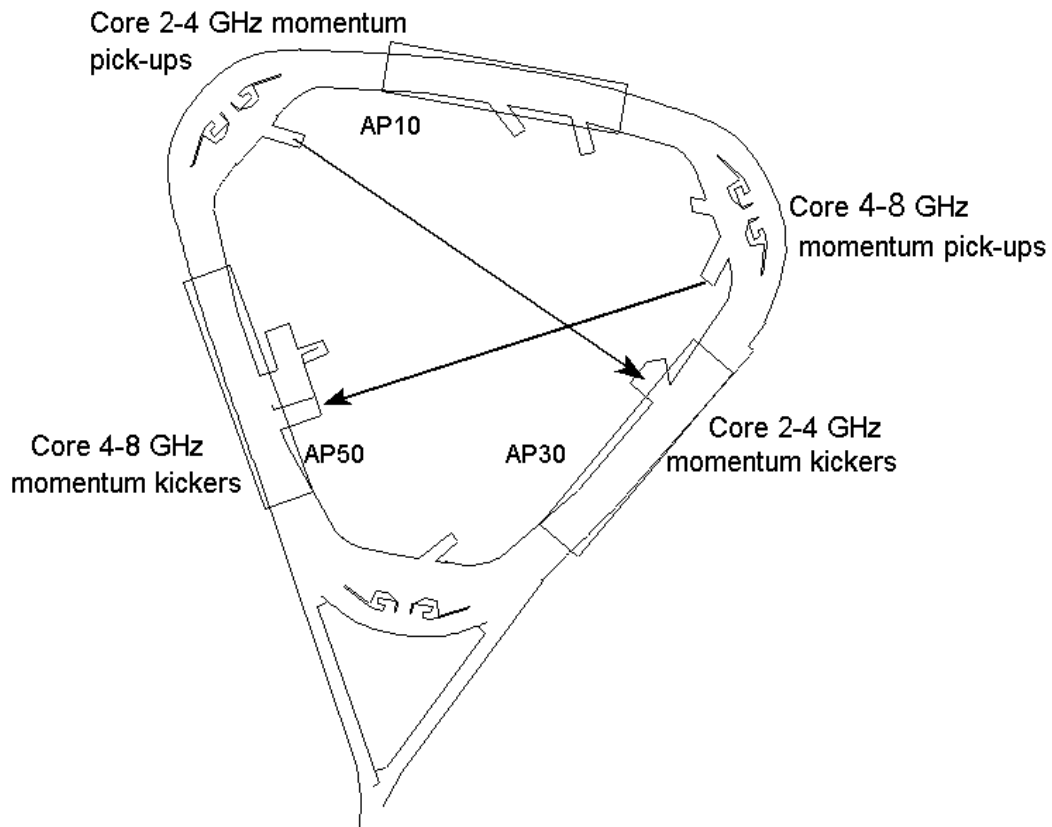 Core 2-4 GHz momentum
pick-ups
AP10
Core 4-8 GHz
momentum pick-ups
Core 4-8 GHz
momentum kickers
AP50
AP30
Core 2-4 GHz
momentum kickers